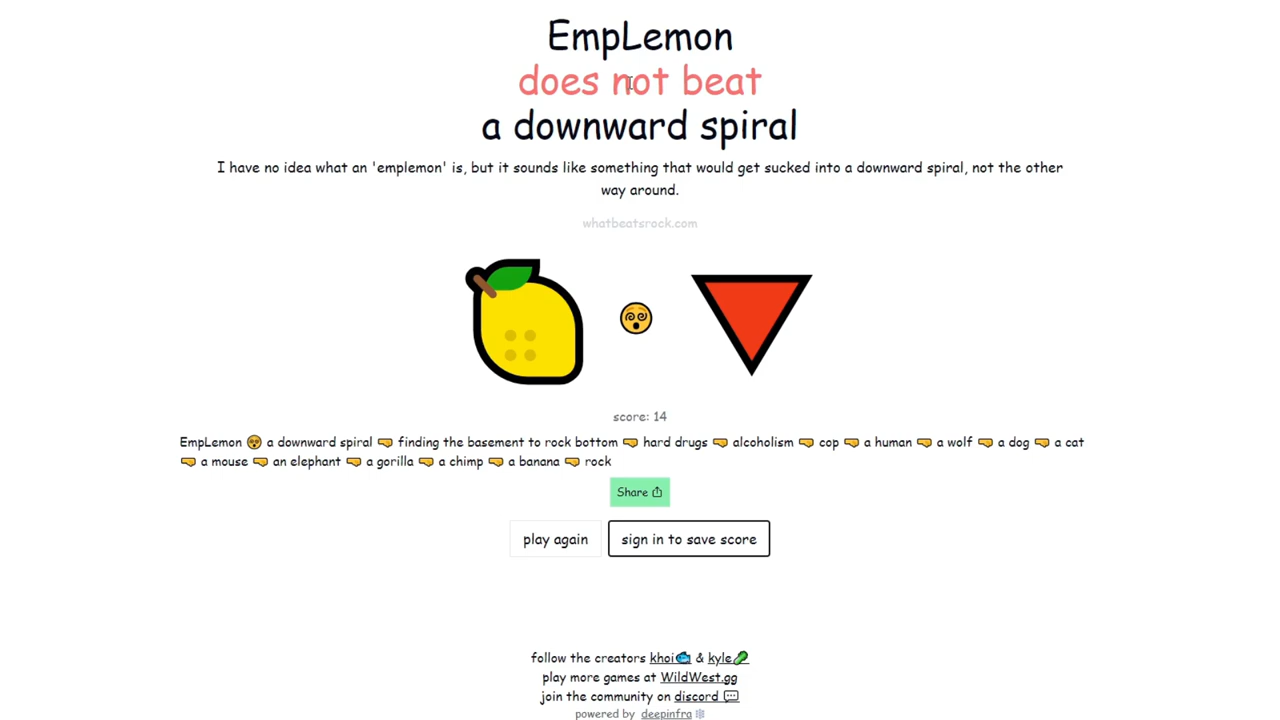 EmpLemon
does not beat
a downward spiral
I have no idea what an 'emplemon' is, but it sounds like something that would get sucked into a downward spiral, not the other
way around.
whatbeatsrock.com
score: 14
EmpLemon 😵 a downward spiral 🤜 finding the basement to rock bottom 🤜 hard drugs 🤜 alcoholism 🤜 cop 🤜 a human 🤜 a wolf 🤜 a dog 🤜 a cat
🤜 a mouse 🤜 an elephant 🤜 a gorilla 🤜 a chimp 🤜 a banana 🤜 rock
Share
play again
sign in to save score
follow the creators khoi🐟 & kyle🥒
play more games at WildWest.gg
join the community on discord 💬
powered by deepinfra